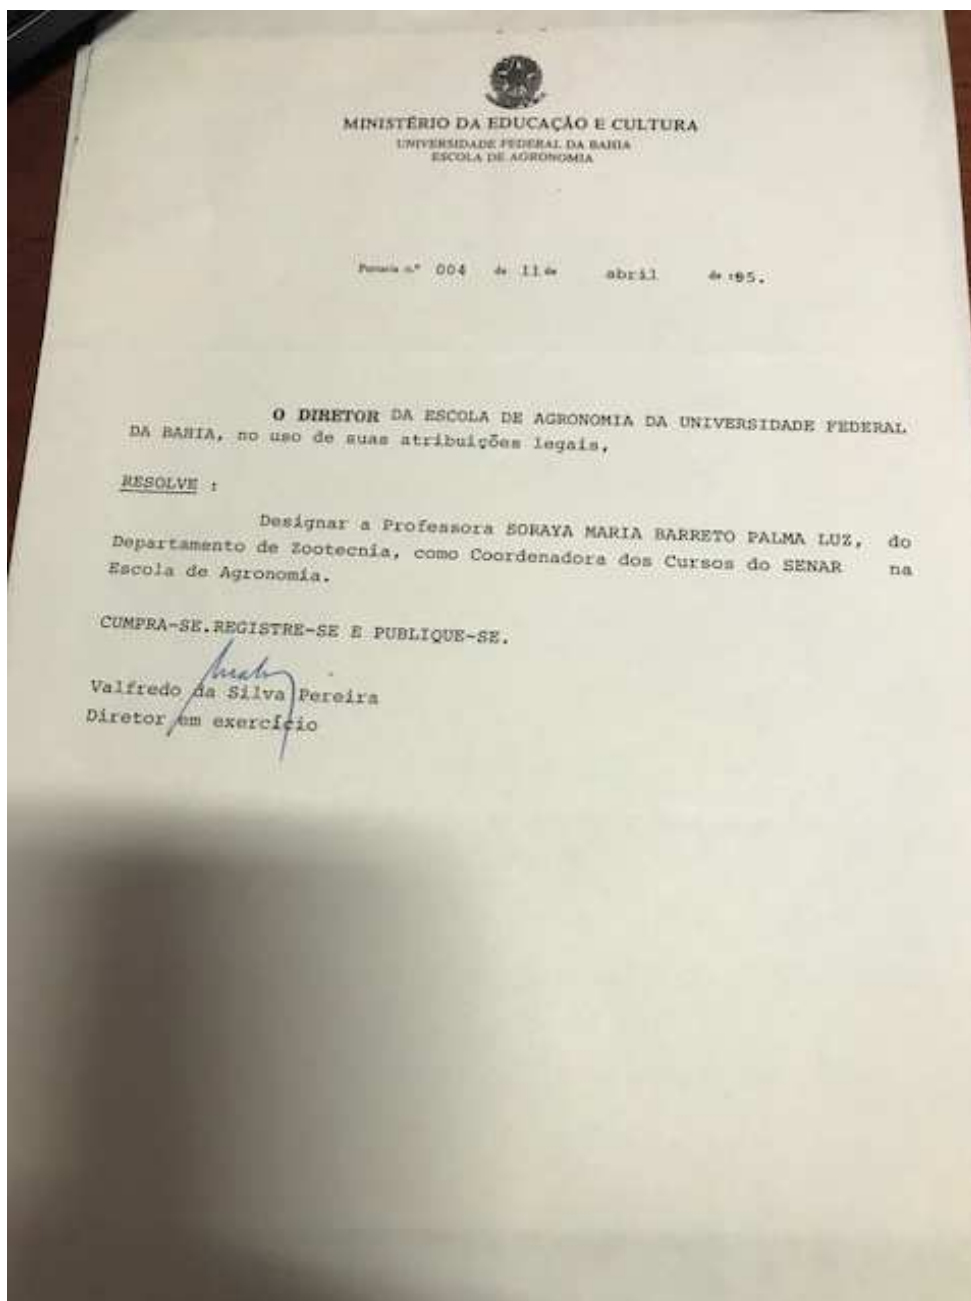 MINISTÉRIO DA EDUCAÇÃO E CULTURA
UNIVERSIDADE FEDERAL DA BAHIA
ESCOLA DE AGRONOMIA
Portaria n.º 004 de 11 de abril de 195.
O DIRETOR DA ESCOLA DE AGRONOMIA DA UNIVERSIDADE FEDERAL
DA BAHIA, no uso de suas atribuições legais,
RESOLVE :
Designar a Professora SORAYA MARIA BARRETO PALMA LUZ, do
Departamento de Zootecnia, como Coordenadora dos Cursos do SENAR na
Escola de Agronomia.
CUMPRA-SE.REGISTRE-SE E PUBLIQUE-SE.
Valfredo da Silva Pereira
Diretor em exercício